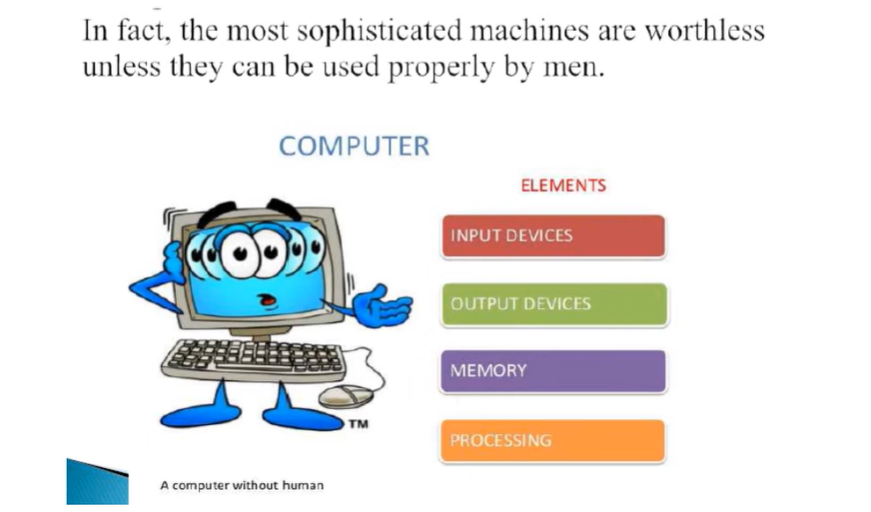 In fact, the most sophisticated machines are worthless
unless they can be used properly by men.
COMPUTER
ELEMENTS
INPUT DEVICES
OUTPUT DEVICES
MEMORY
PROCESSING
TM
A computer without human